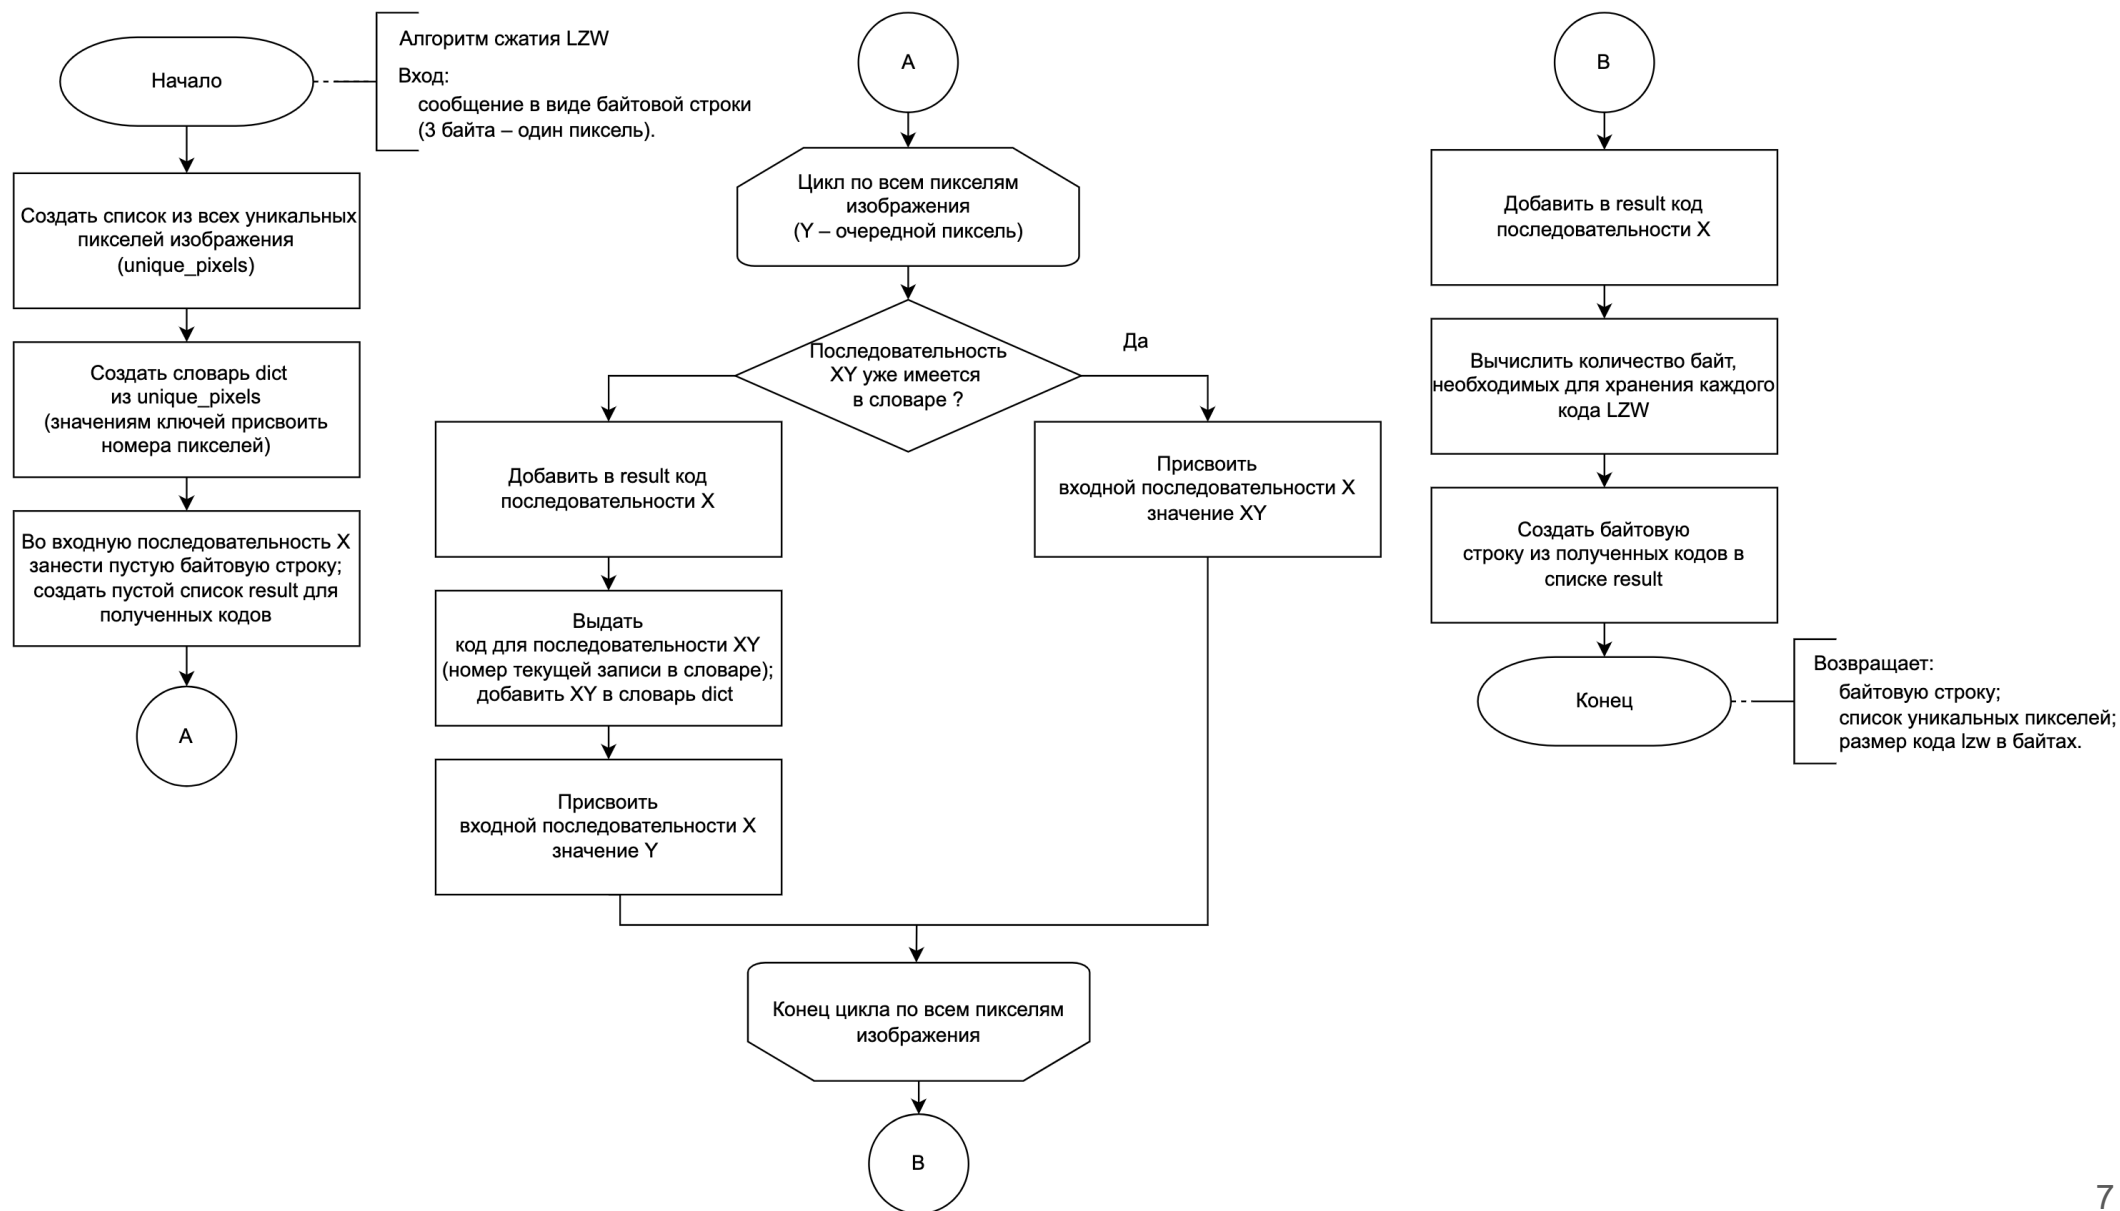 Начало
Алгоритм сжатия LZW
Вход:
сообщение в виде байтовой строки
(3 байта – один пиксель).
Создать список из всех уникальных
пикселей изображения
(unique_pixels)
Создать словарь dict
из unique_pixels
(значениям ключей присвоить
номера пикселей)
Во входную последовательность X
занести пустую байтовую строку;
создать пустой список result для
полученных кодов
A
A
Цикл по всем пикселям
изображения
(Y – очередной пиксель)
Последовательность
XY уже имеется
в словаре ?
Да
Добавить в result код
последовательности X
Выдать
код для последовательности XY
(номер текущей записи в словаре);
добавить XY в словарь dict
Присвоить
входной последовательности X
значение Y
Присвоить
входной последовательности X
значение XY
Конец цикла по всем пикселям
изображения
B
B
Добавить в result код
последовательности X
Вычислить количество байт,
необходимых для хранения каждого
кода LZW
Создать байтовую
строку из полученных кодов в
списке result
Конец
Возвращает:
байтовую строку;
список уникальных пикселей;
размер кода lzw в байтах.
7